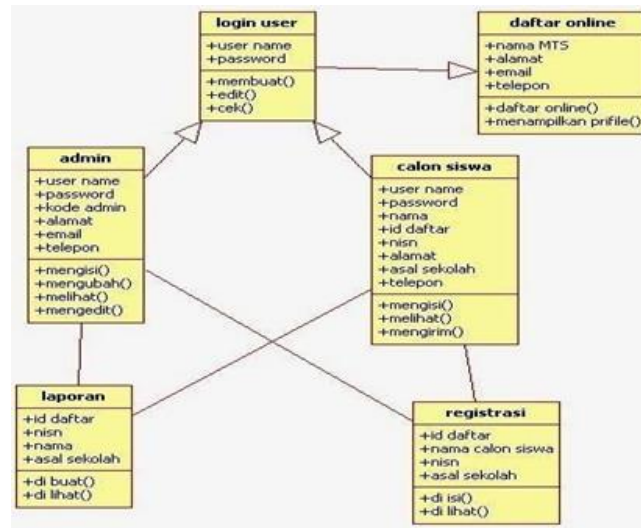 login user
+user name
+password
+membuat()
+edit()
+cek()
daftar online
+nama MTS
+alamat
+email
+telepon
+daftar online()
+menampilkan prifile()
admin
+user name
+password
+kode admin
+alamat
+email
+telepon
+mengisi()
+mengubah()
+melihat()
+mengedit()
calon siswa
+user name
+password
+nama
+id daftar
+nisn
+alamat
+asal sekolah
+telepon
+mengisi()
+melihat()
+mengirim()
laporan
+id daftar
+nisn
+nama
+asal sekolah
+di buat()
+di lihat()
registrasi
+id daftar
+nama calon siswa
+nisn
+asal sekolah
+di isi()
+di lihat()